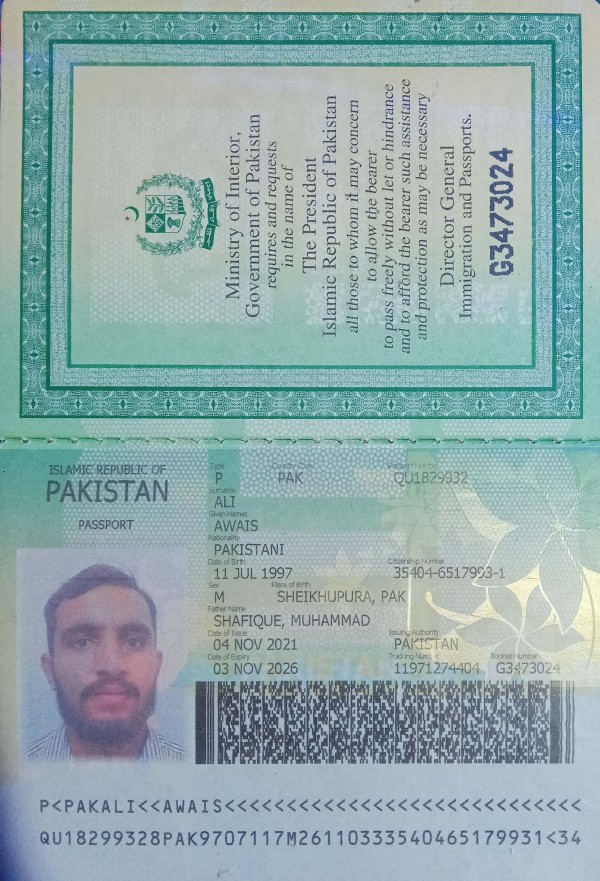 Ministry of Interior,
Government of Pakistan
requires and requests
in the name of
The President
Islamic Republic of Pakistan
all those to whom it may concern
to allow the bearer
to pass freely without let or hindrance
and to afford the bearer such assistance
and protection as may be necessary
Director General
Immigration and Passports.
G3473024
ISLAMIC REPUBLIC OF
PAKISTAN
PASSPORT
Type Country Code Passport Number
P PAK QU1829932
Surname
ALI
Given Names
AWAIS
Nationality
PAKISTANI
Date of Birth Citizenship Number
11 JUL 1997 35404-6517993-1
Sex Place of Birth
M SHEIKHUPURA, PAK
Father Name
SHAFIQUE, MUHAMMAD
Date of Issue Issuing Authority
04 NOV 2021 PAKISTAN
Date of Expiry Tracking Number Booklet Number
03 NOV 2026 11971274404 G3473024
P<PAKALI<<AWAIS<<<<<<<<<<<<<<<<<<<<<<<<<<<<<
QU18299328PAK9707117M26110333540465179931<34